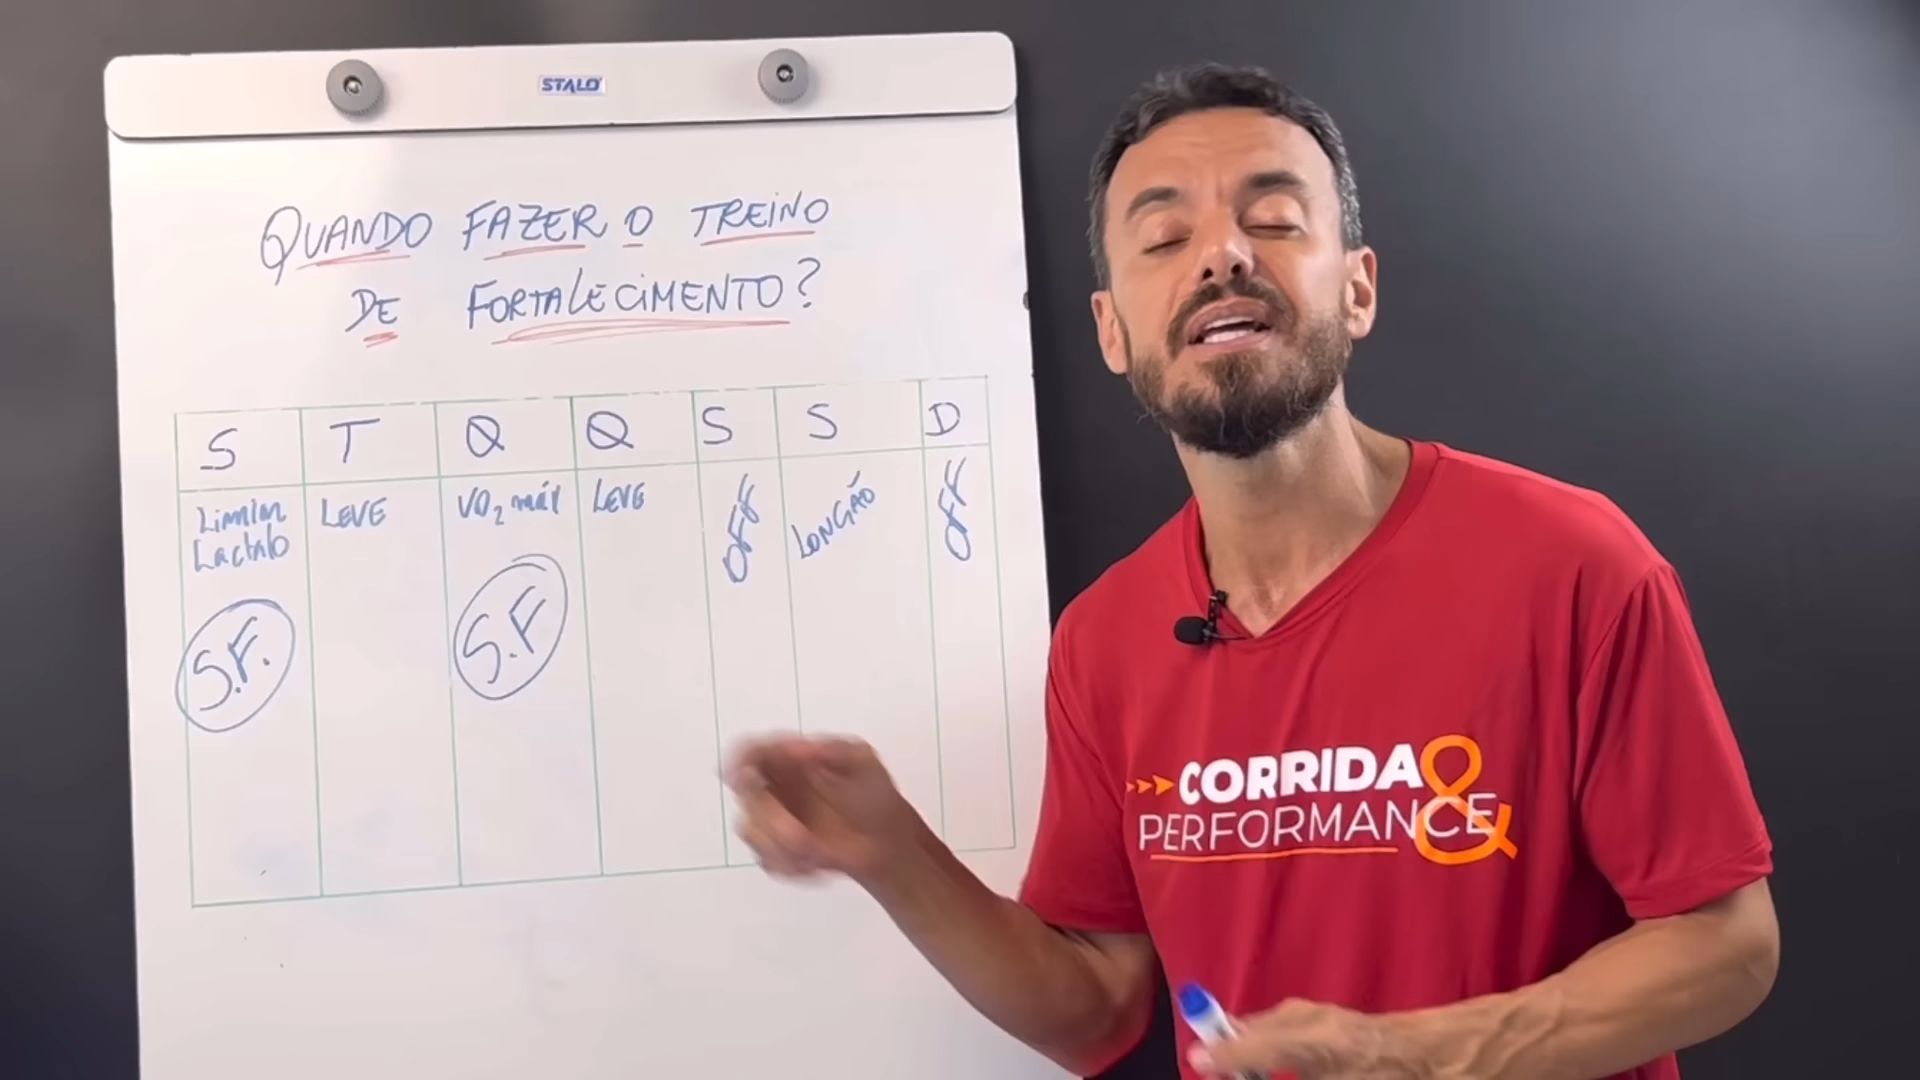 STALO
QUANDO FAZER O TREINO
DE FORTALECIMENTO?
S T Q Q S S D
Limiar LEVE VO2 máx LEVE OFF LONGÃO OFF
Lactato
S.F. S.F
CORRIDA &
PERFORMANCE